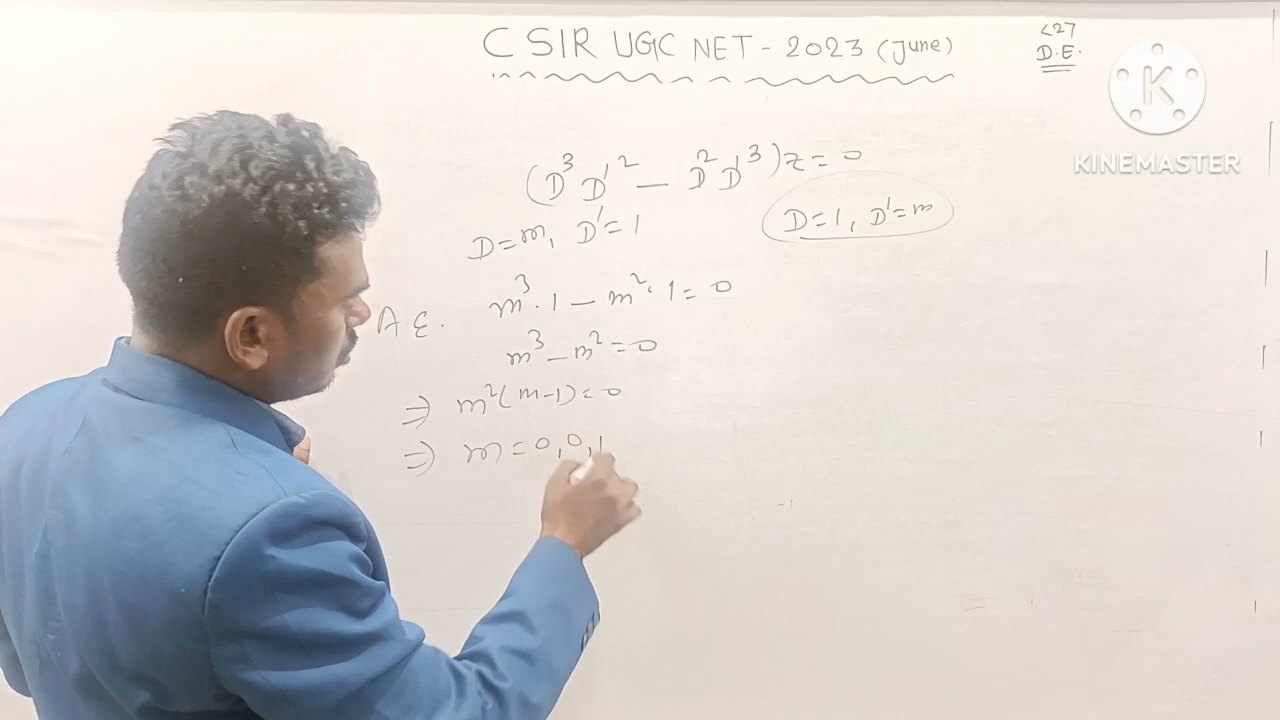 CSIR UGC NET - 2023 (June)
<27
D.E.
K
KINEMASTER
(D³D'² - D²D'³)z = 0
D=m, D'=1
D=1, D'=m
A E. m³·1 - m²·1 = 0
m³ - m² = 0
⇒ m²(m-1) = 0
⇒ m = 0, 0, 1